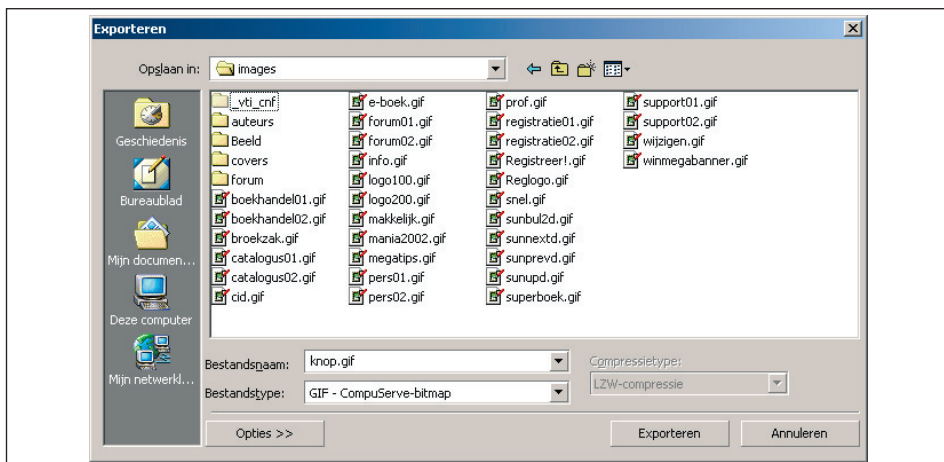 Exporteren
Opslaan in: images
Geschiedenis
Bureaublad
Mijn documen...
Deze computer
Mijn netwerkl...
_vti_cnf
auteurs
Beeld
covers
forum
boekhandel01.gif
boekhandel02.gif
broekzak.gif
catalogus01.gif
catalogus02.gif
cid.gif
e-boek.gif
forum01.gif
forum02.gif
info.gif
logo100.gif
logo200.gif
makkelijk.gif
mania2002.gif
megatips.gif
pers01.gif
pers02.gif
prof.gif
registratie01.gif
registratie02.gif
Registreer!.gif
Reglogo.gif
snel.gif
sunbul2d.gif
sunnextd.gif
sunprevd.gif
sunupd.gif
superboek.gif
support01.gif
support02.gif
wijzigen.gif
winmegabanner.gif
Bestandsnaam: knop.gif
Bestandstype: GIF - CompuServe-bitmap
Compressietype:
LZW-compressie
Opties >>
Exporteren
Annuleren